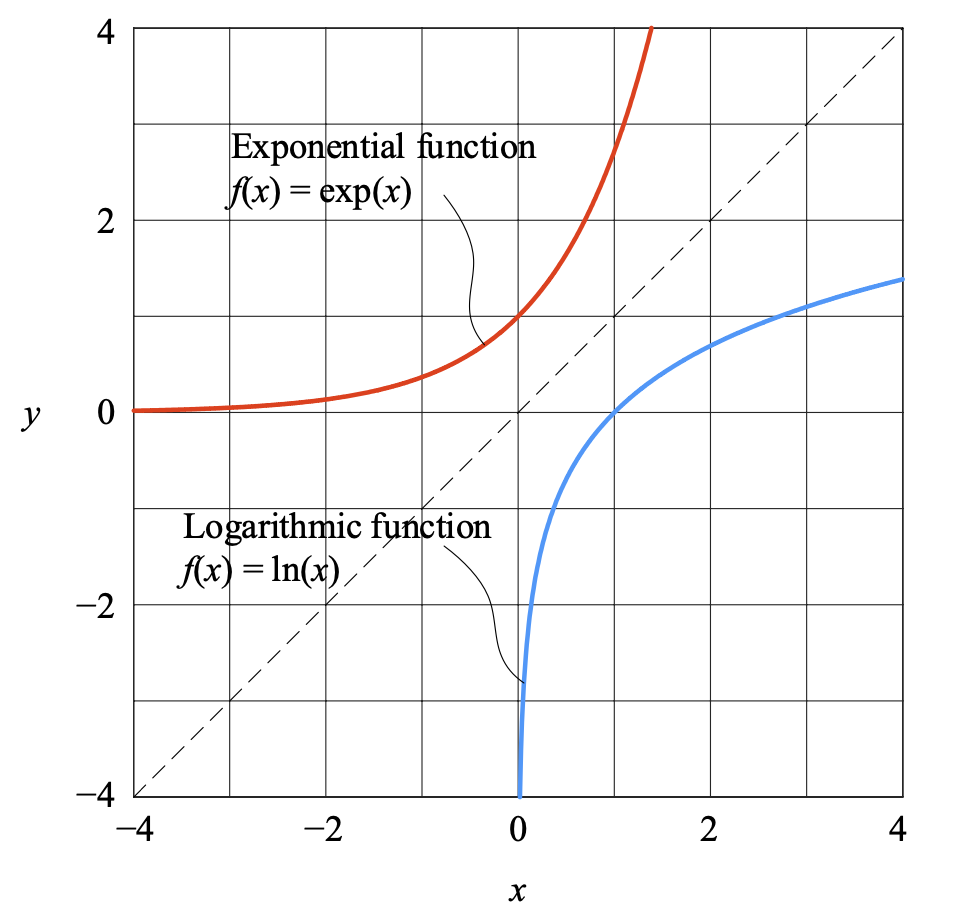 4
Exponential function
f(x) = exp(x)
2
y
0
Logarithmic function
f(x) = ln(x)
−2
−4
−4 −2 0 2 4
x